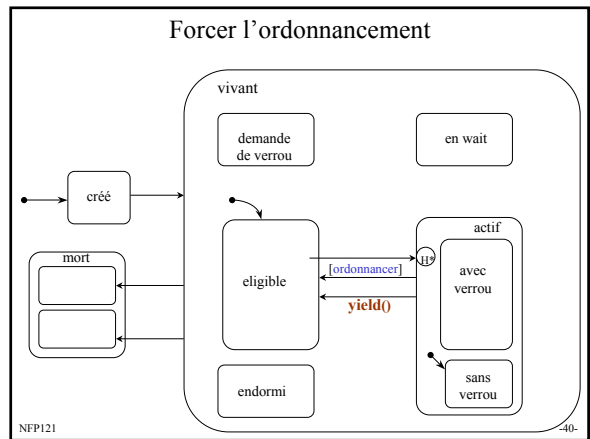 Forcer l'ordonnancement
vivant
demande
de verrou
en wait
créé
actif
mort
H*
[ordonnancer]
eligible
avec
verrou
yield()
endormi
sans
verrou
NFP121
-40-